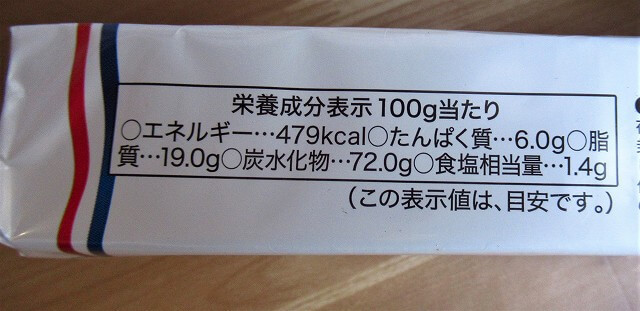 栄養成分表示100g当たり
○エネルギー…479kcal○たんぱく質…6.0g○脂
質…19.0g○炭水化物…72.0g○食塩相当量…1.4g
(この表示値は、目安です。)